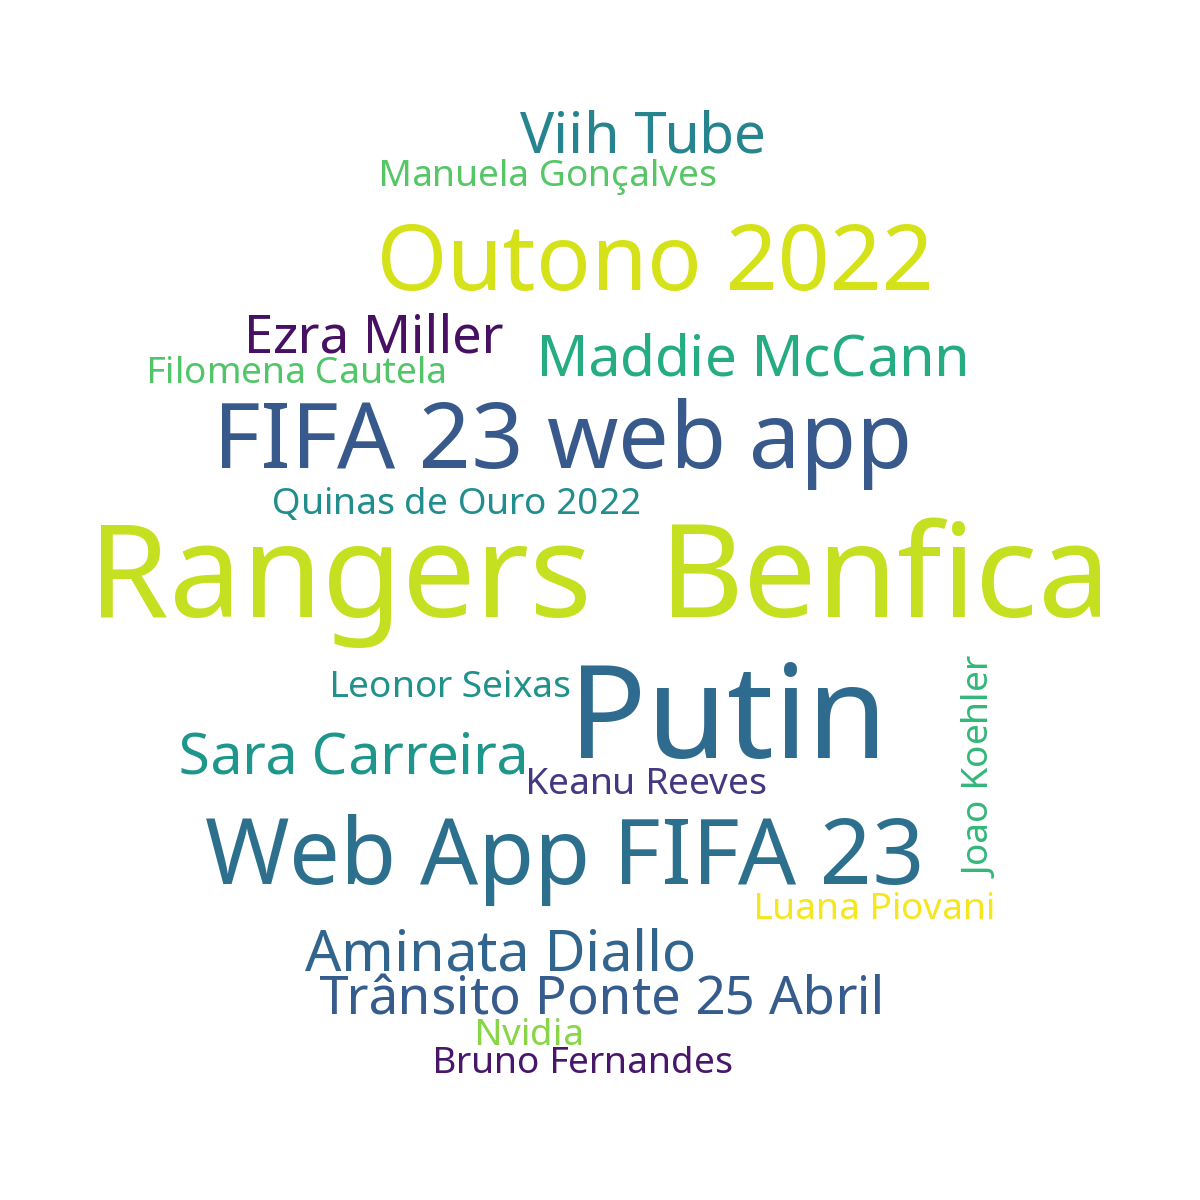 Viih Tube
Manuela Gonçalves
Outono 2022
Ezra Miller
Maddie McCann
Filomena Cautela
FIFA 23 web app
Quinas de Ouro 2022
Rangers Benfica
Leonor Seixas
Putin
Joao Koehler
Sara Carreira
Keanu Reeves
Web App FIFA 23
Luana Piovani
Aminata Diallo
Trânsito Ponte 25 Abril
Nvidia
Bruno Fernandes